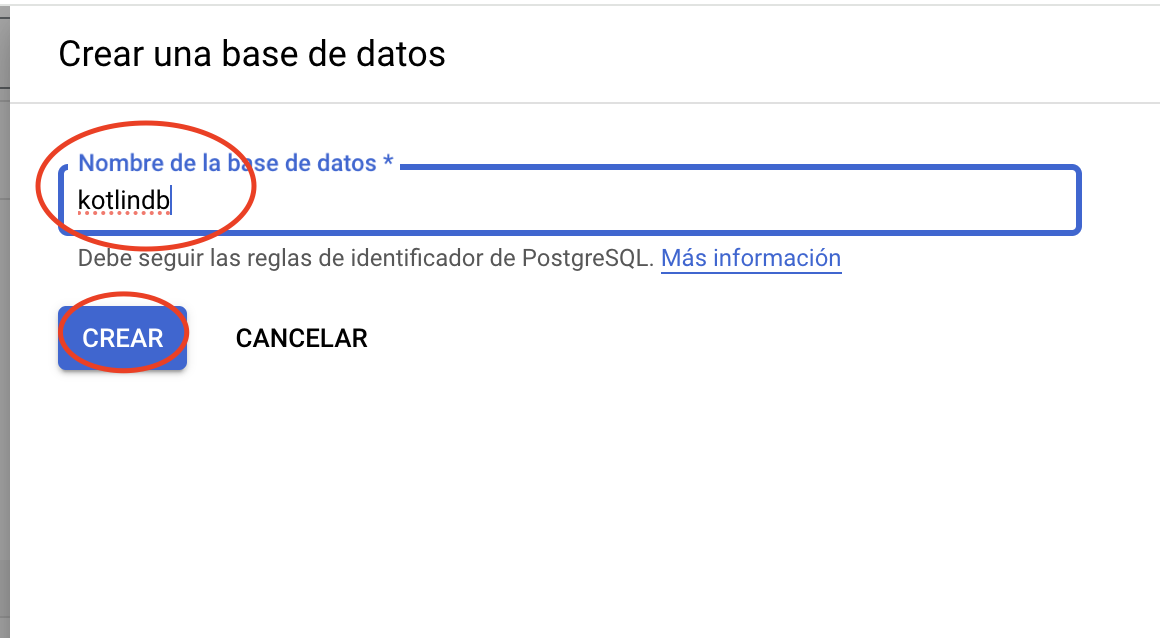 Crear una base de datos
Nombre de la base de datos *
kotlindb
Debe seguir las reglas de identificador de PostgreSQL. Más información
CREAR CANCELAR